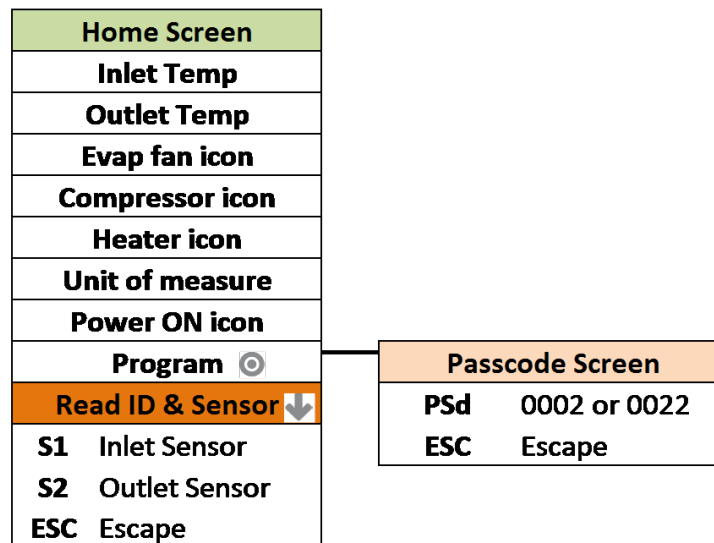 Home Screen
Inlet Temp
Outlet Temp
Evap fan icon
Compressor icon
Heater icon
Unit of measure
Power ON icon
Program
Read ID & Sensor
S1 Inlet Sensor
S2 Outlet Sensor
ESC Escape
Passcode Screen
PSd 0002 or 0022
ESC Escape